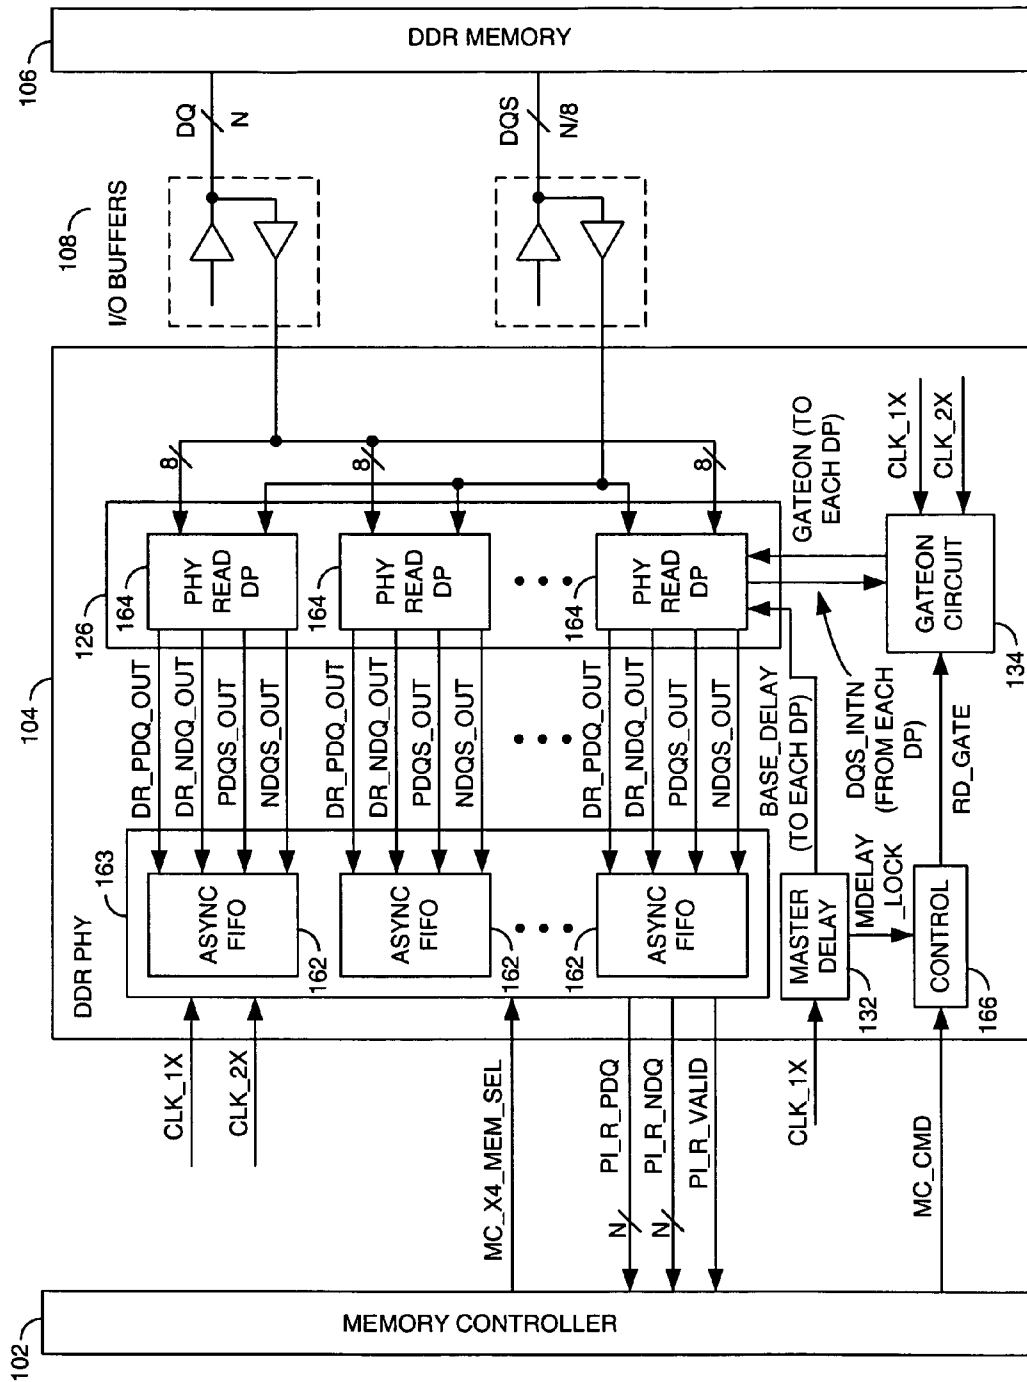 106
DDR MEMORY
DQ
N
DQS
N/8
108
I/O BUFFERS
104
DDR PHY
8
8
8
126
164
PHY
READ
DP
164
PHY
READ
DP
164
PHY
READ
DP
GATEON (TO
EACH DP)
CLK_1X
CLK_2X
GATEON
CIRCUIT
134
DR_PDQ_OUT
DR_NDQ_OUT
PDQS_OUT
NDQS_OUT
DR_PDQ_OUT
DR_NDQ_OUT
PDQS_OUT
NDQS_OUT
DR_PDQ_OUT
DR_NDQ_OUT
PDQS_OUT
NDQS_OUT
BASE_DELAY
(TO EACH DP)
DQS_INTN
(FROM EACH
DP)
RD_GATE
163
ASYNC
FIFO
162
ASYNC
FIFO
162
ASYNC
FIFO
162
MASTER
DELAY
132
MDELAY
_LOCK
CONTROL
166
CLK_1X
CLK_2X
MC_X4_MEM_SEL
PI_R_PDQ
N
PI_R_NDQ
N
PI_R_VALID
CLK_1X
MC_CMD
102
MEMORY CONTROLLER